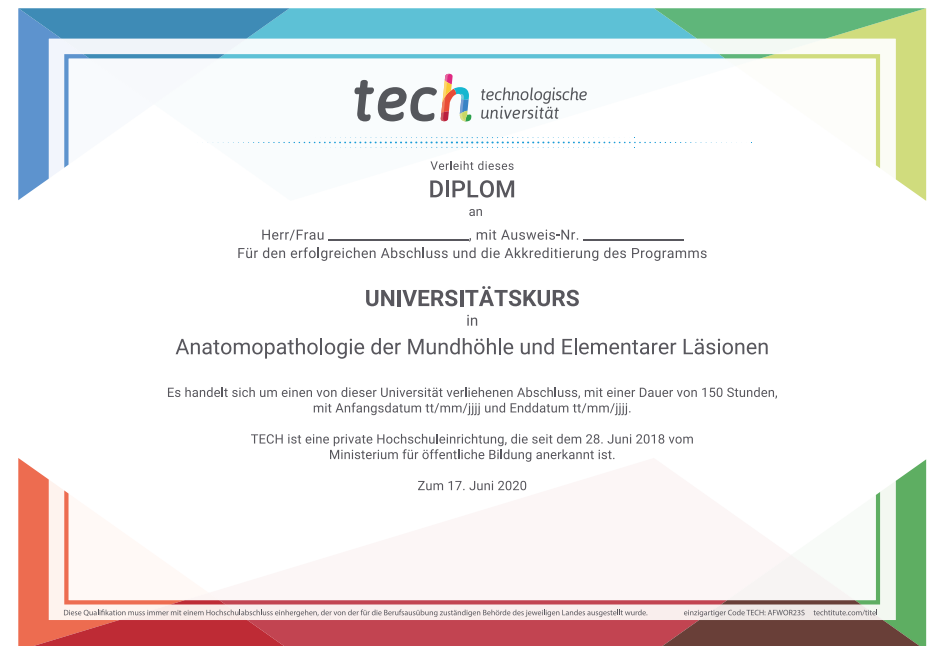 tech technologische
universität
Verleiht dieses
DIPLOM
an
Herr/Frau ____________________, mit Ausweis-Nr. ______________
Für den erfolgreichen Abschluss und die Akkreditierung des Programms
UNIVERSITÄTSKURS
in
Anatomopathologie der Mundhöhle und Elementarer Läsionen
Es handelt sich um einen von dieser Universität verliehenen Abschluss, mit einer Dauer von 150 Stunden,
mit Anfangsdatum tt/mm/jjjj und Enddatum tt/mm/jjjj.
TECH ist eine private Hochschuleinrichtung, die seit dem 28. Juni 2018 vom
Ministerium für öffentliche Bildung anerkannt ist.
Zum 17. Juni 2020
Diese Qualifikation muss immer mit einem Hochschulabschluss einhergehen, der von der für die Berufsausübung zuständigen Behörde des jeweiligen Landes ausgestellt wurde. einzigartiger Code TECH: AFWOR23S techtitute.com/titel